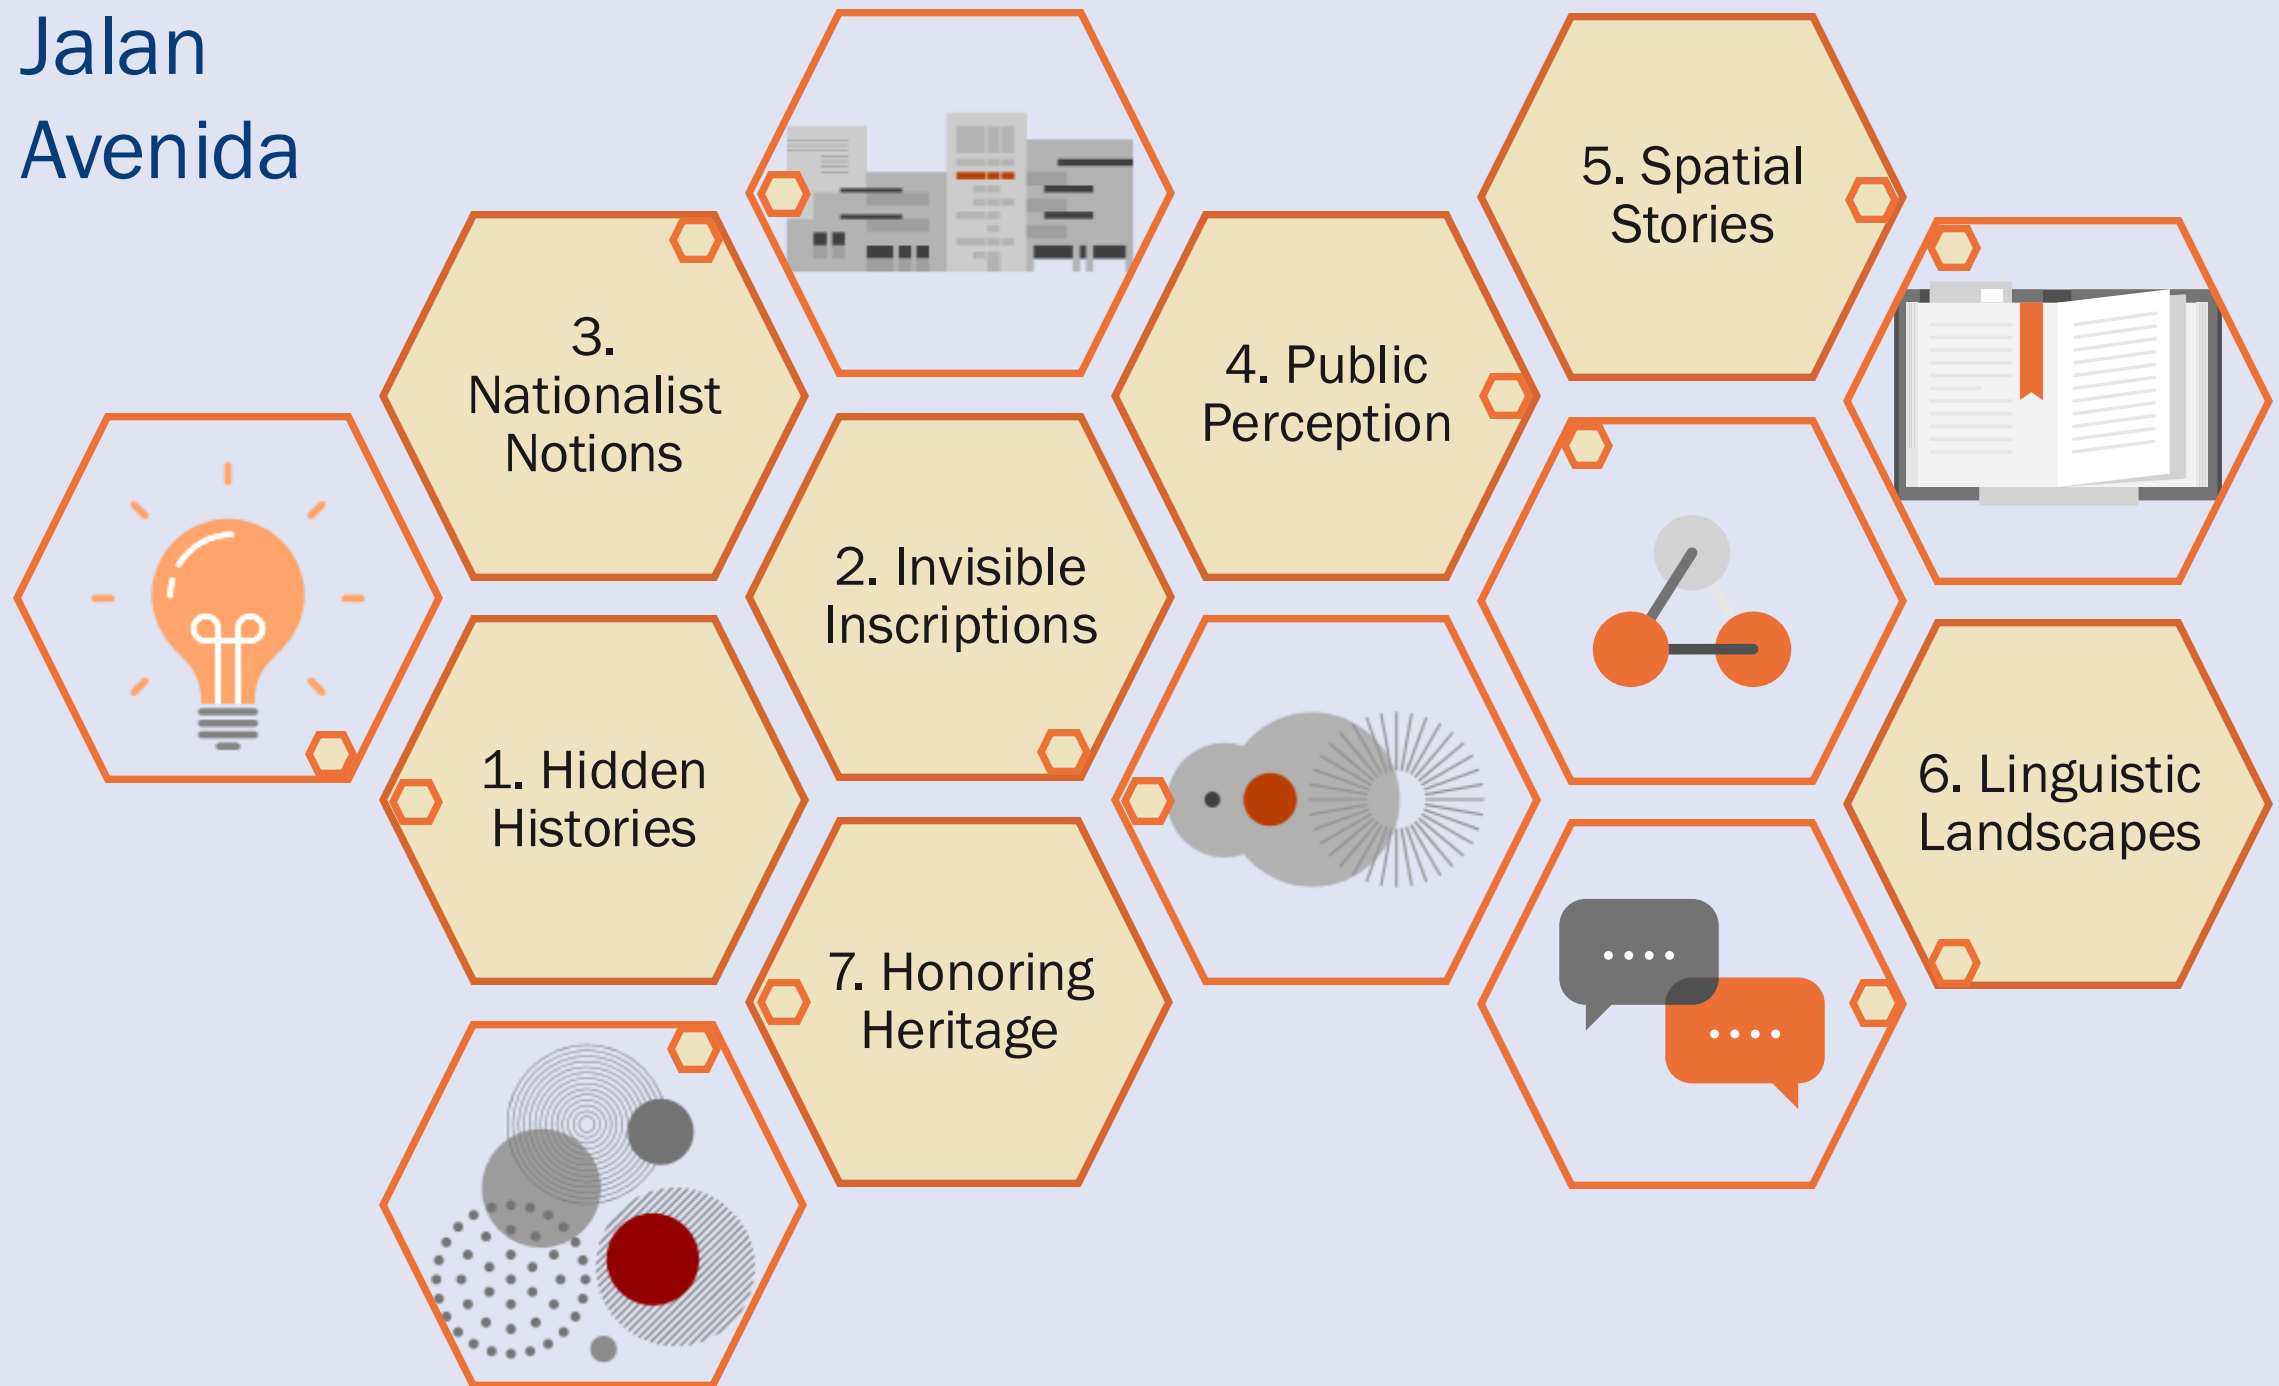 Jalan
Avenida
3.
Nationalist
Notions
4. Public
Perception
5. Spatial
Stories
2. Invisible
Inscriptions
1. Hidden
Histories
6. Linguistic
Landscapes
7. Honoring
Heritage